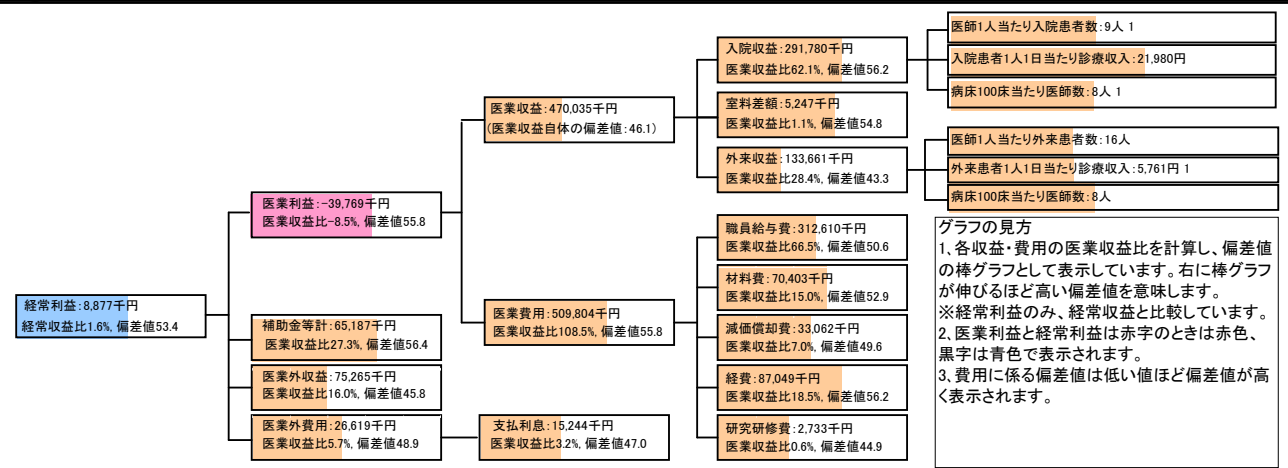 経常利益:8,877千円
経常収支比1.6%, 偏差値53.4
医業利益:-39,769千円
医業収益比-8.5%, 偏差値55.8
補助金等計:65,187千円
医業収益比27.3%, 偏差値56.4
医業外収益:75,265千円
医業収益比16.0%, 偏差値45.8
医業外費用:26,619千円
医業収益比5.7%, 偏差値48.9
医業収益:470,035千円
(医業収益自体の偏差値:46.1)
医業費用:509,804千円
医業収益比108.5%, 偏差値55.8
支払利息:15,244千円
医業収益比3.2%, 偏差値47.0
入院収益:291,780千円
医業収益比62.1%, 偏差値56.2
室料差額:5,247千円
医業収益比1.1%, 偏差値54.8
外来収益:133,661千円
医業収益比28.4%, 偏差値43.3
職員給与費:312,610千円
医業収益比66.5%, 偏差値50.6
材料費:70,403千円
医業収益比15.0%, 偏差値52.9
減価償却費:33,062千円
医業収益比7.0%, 偏差値49.6
経費:87,049千円
医業収益比18.5%, 偏差値56.2
研究研修費:2,733千円
医業収益比0.6%, 偏差値44.9
医師1人当たり入院患者数:9人 1
入院患者1人1日当たり診療収入:21,980円
病床100床当たり医師数:8人 1
医師1人当たり外来患者数:16人
外来患者1人1日当たり診療収入:5,761円 1
病床100床当たり医師数:8人
グラフの見方
1、各収益・費用の医業収益比を計算し、偏差値
の棒グラフとして表示しています。右に棒グラフ
が伸びるほど高い偏差値を意味します。
※経常利益のみ、経常収益と比較しています。
2、医業利益と経常利益は赤字のときは赤色、
黒字は青色で表示されます。
3、費用に係る偏差値は低い値ほど偏差値が高
く表示されます。